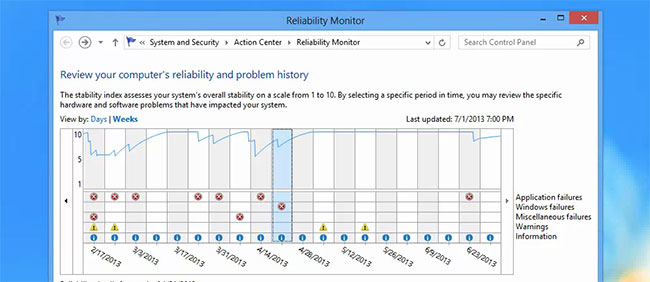 Reliability Monitor
System and Security Action Center Reliability Monitor
Search Control Panel
Review your computer's reliability and problem history
The stability index assesses your system's overall stability on a scale from 1 to 10. By selecting a specific period in time, you may review the specific
hardware and software problems that have impacted your system.
View by: Days | Weeks
Last updated: 7/1/2013 7:00 PM
10
5
1
Application failures
Windows failures
Miscellaneous failures
Warnings
Information
2/17/2013 3/3/2013 3/17/2013 3/31/2013 4/14/2013 4/28/2013 5/12/2013 5/26/2013 6/9/2013 6/23/2013